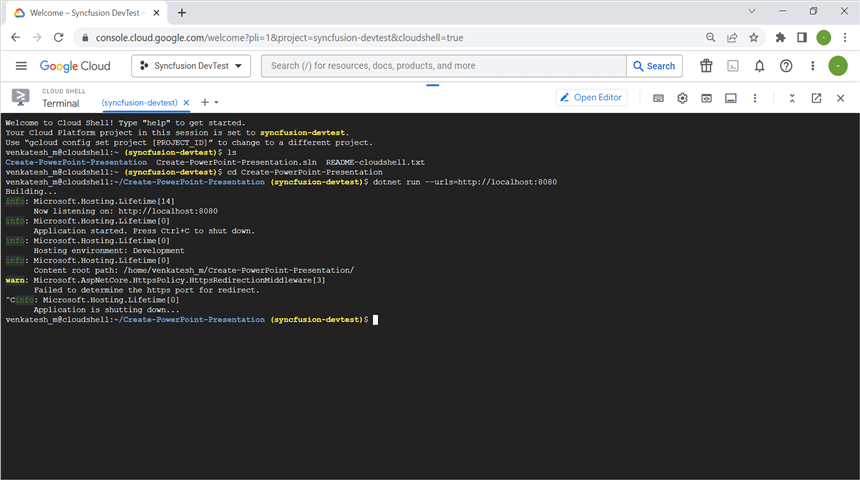 Welcome – Syncfusion DevTest –
console.cloud.google.com/welcome?pli=1&project=syncfusion-devtest&cloudshell=true
Google Cloud
Syncfusion DevTest
Search (/) for resources, docs, products, and more
Search
CLOUD SHELL
Terminal
(syncfusion-devtest)
Open Editor
Welcome to Cloud Shell! Type "help" to get started.
Your Cloud Platform project in this session is set to syncfusion-devtest.
Use “gcloud config set project [PROJECT_ID]” to change to a different project.
venkatesh_m@cloudshell:~ (syncfusion-devtest)$ ls
Create-PowerPoint-Presentation Create-PowerPoint-Presentation.sln README-cloudshell.txt
venkatesh_m@cloudshell:~ (syncfusion-devtest)$ cd Create-PowerPoint-Presentation
venkatesh_m@cloudshell:~/Create-PowerPoint-Presentation (syncfusion-devtest)$ dotnet run --urls=http://localhost:8080
Building...
info: Microsoft.Hosting.Lifetime[14]
Now listening on: http://localhost:8080
info: Microsoft.Hosting.Lifetime[0]
Application started. Press Ctrl+C to shut down.
info: Microsoft.Hosting.Lifetime[0]
Hosting environment: Development
info: Microsoft.Hosting.Lifetime[0]
Content root path: /home/venkatesh_m/Create-PowerPoint-Presentation/
warn: Microsoft.AspNetCore.HttpsPolicy.HttpsRedirectionMiddleware[3]
Failed to determine the https port for redirect.
^Cinfo: Microsoft.Hosting.Lifetime[0]
Application is shutting down...
venkatesh_m@cloudshell:~/Create-PowerPoint-Presentation (syncfusion-devtest)$